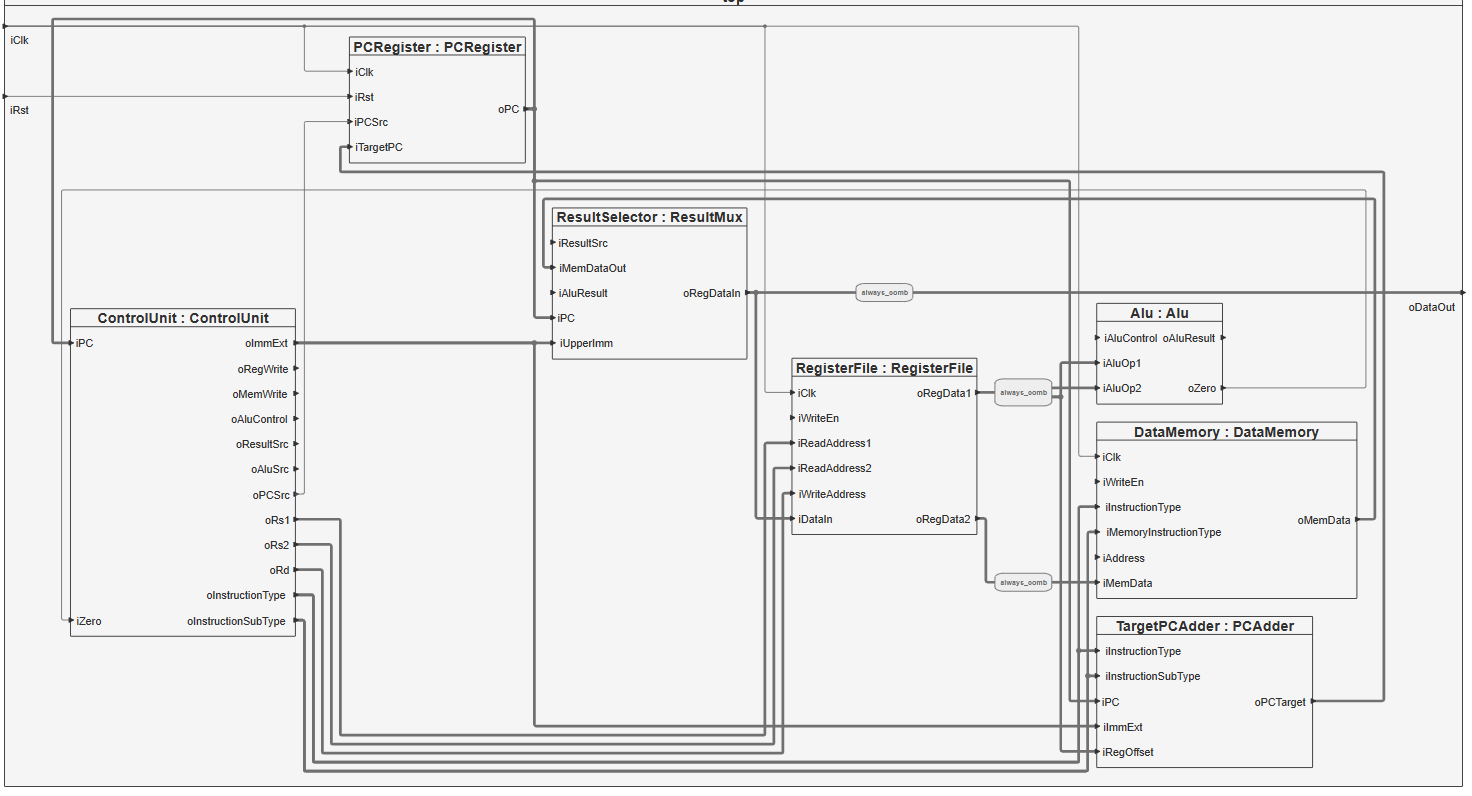 top
iClk
iRst
PCRegister : PCRegister
iClk
iRst
iPCSrc
iTargetPC
oPC
ResultSelector : ResultMux
iResultSrc
iMemDataOut
iAluResult
iPC
iUpperImm
oRegDataIn
always_comb
oDataOut
ControlUnit : ControlUnit
iPC
iZero
oImmExt
oRegWrite
oMemWrite
oAluControl
oResultSrc
oAluSrc
oPCSrc
oRs1
oRs2
oRd
oInstructionType
oInstructionSubType
RegisterFile : RegisterFile
iClk
iWriteEn
iReadAddress1
iReadAddress2
iWriteAddress
iDataIn
oRegData1
oRegData2
always_comb
always_comb
Alu : Alu
iAluControl oAluResult
iAluOp1
iAluOp2
oZero
DataMemory : DataMemory
iClk
iWriteEn
iInstructionType
iMemoryInstructionType
iAddress
iMemData
oMemData
TargetPCAdder : PCAdder
iInstructionType
iInstructionSubType
iPC
iImmExt
iRegOffset
oPCTarget